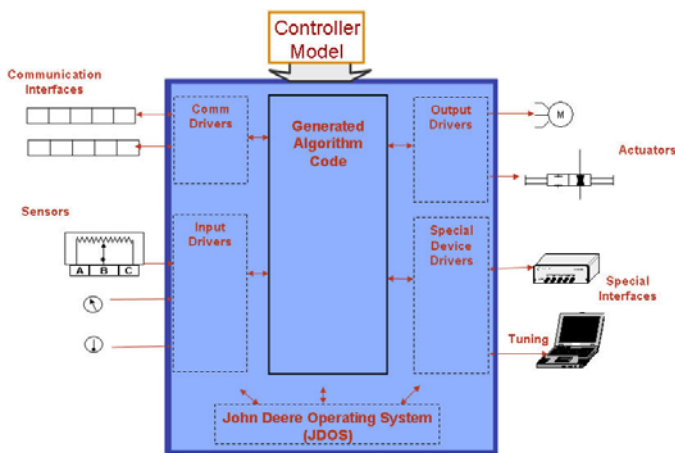 Controller
Model
Communication
Interfaces
Comm
Drivers
Generated
Algorithm
Code
Output
Drivers
M
Actuators
Sensors
A B C
Input
Drivers
Special
Device
Drivers
Special
Interfaces
Tuning
John Deere Operating System
(JDOS)